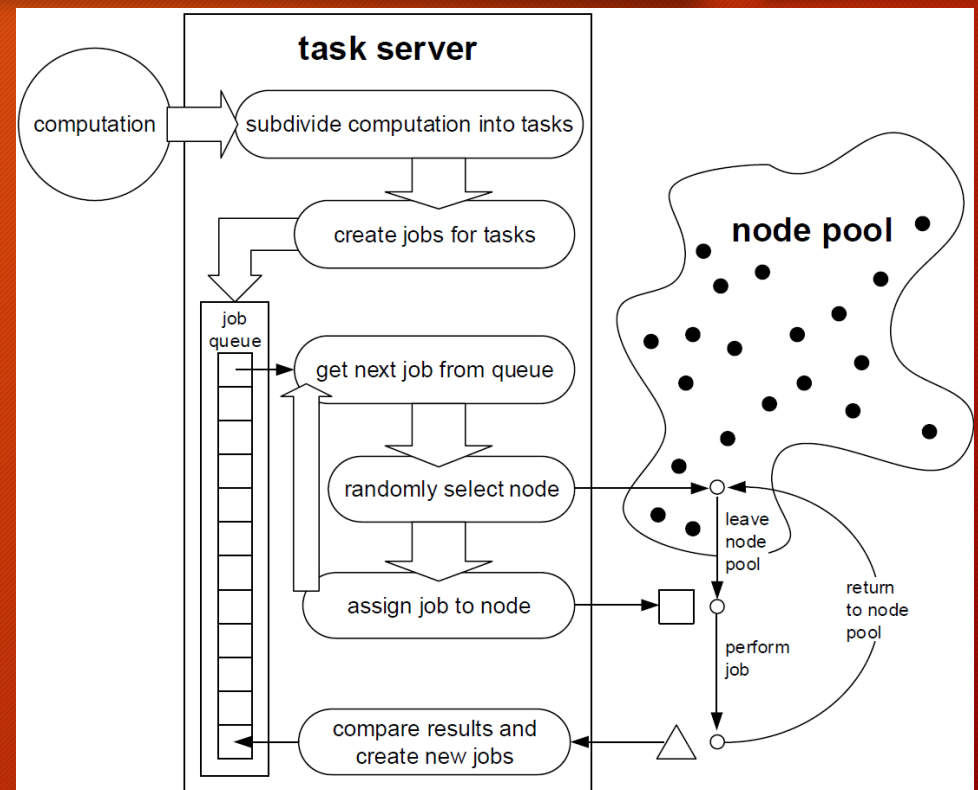 task server
computation
subdivide computation into tasks
create jobs for tasks
node pool
job
queue
get next job from queue
randomly select node
leave
node
pool
assign job to node
return
to node
pool
perform
job
compare results and
create new jobs